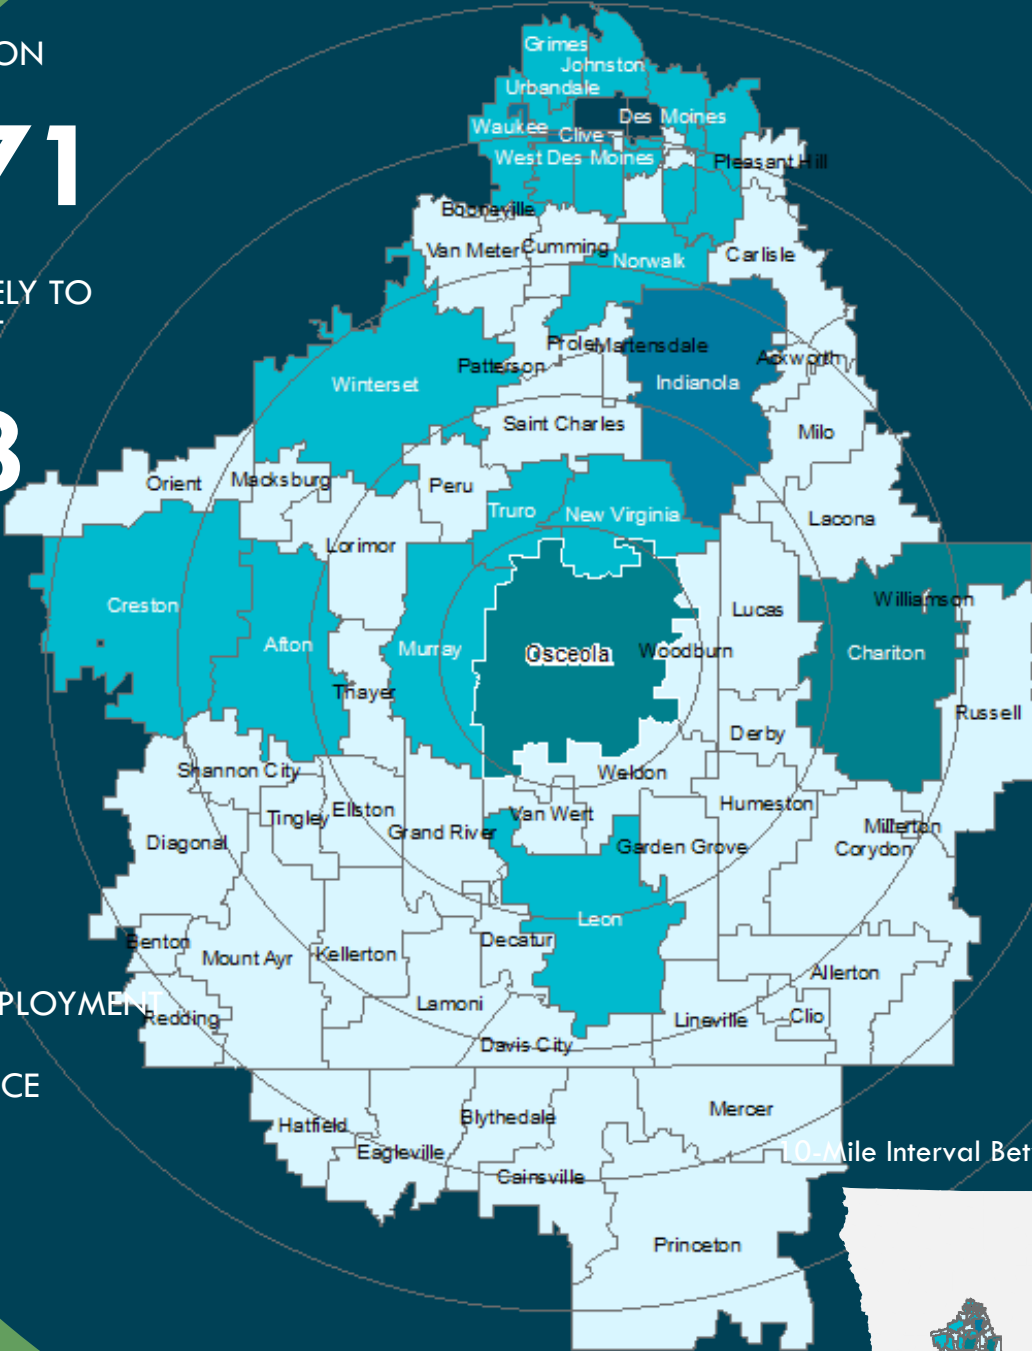 ON
71
ELY TO
8
PLOYMENT
CE
Grimes
Johnston
Urbandale
Waukee
Clive
Des Moines
West Des Moines
Pleasant Hill
Booneville
Van Meter
Cumming
Norwalk
Carlisle
Prole
Martensdale
Ackworth
Patterson
Winterset
Indianola
Saint Charles
Milo
Orient
Macksburg
Peru
Truro
New Virginia
Lacona
Lorimor
Creston
Afton
Murray
Osceola
Woodburn
Lucas
Williamson
Chariton
Thayer
Russell
Derby
Shannon City
Weldon
Tingley
Ellston
Grand River
Van Wert
Humeston
Diagonal
Garden Grove
Millerton
Corydon
Leon
Benton
Mount Ayr
Kellerton
Decatur
Allerton
Redding
Lamoni
Lineville
Clio
Davis City
Hatfield
Blythedale
Mercer
Eagleville
Cainsville
10-Mile Interval Bet
Princeton